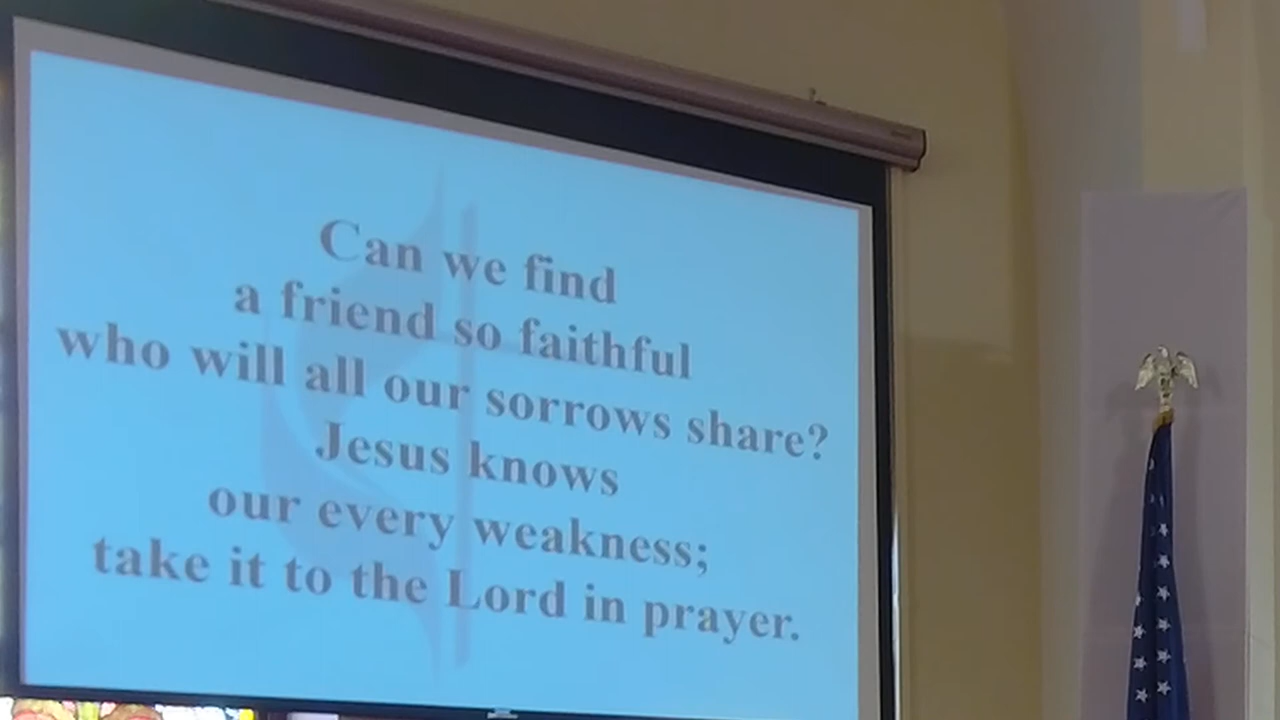 Can we find
a friend so faithful
who will all our sorrows share?
Jesus knows
our every weakness;
take it to the Lord in prayer.